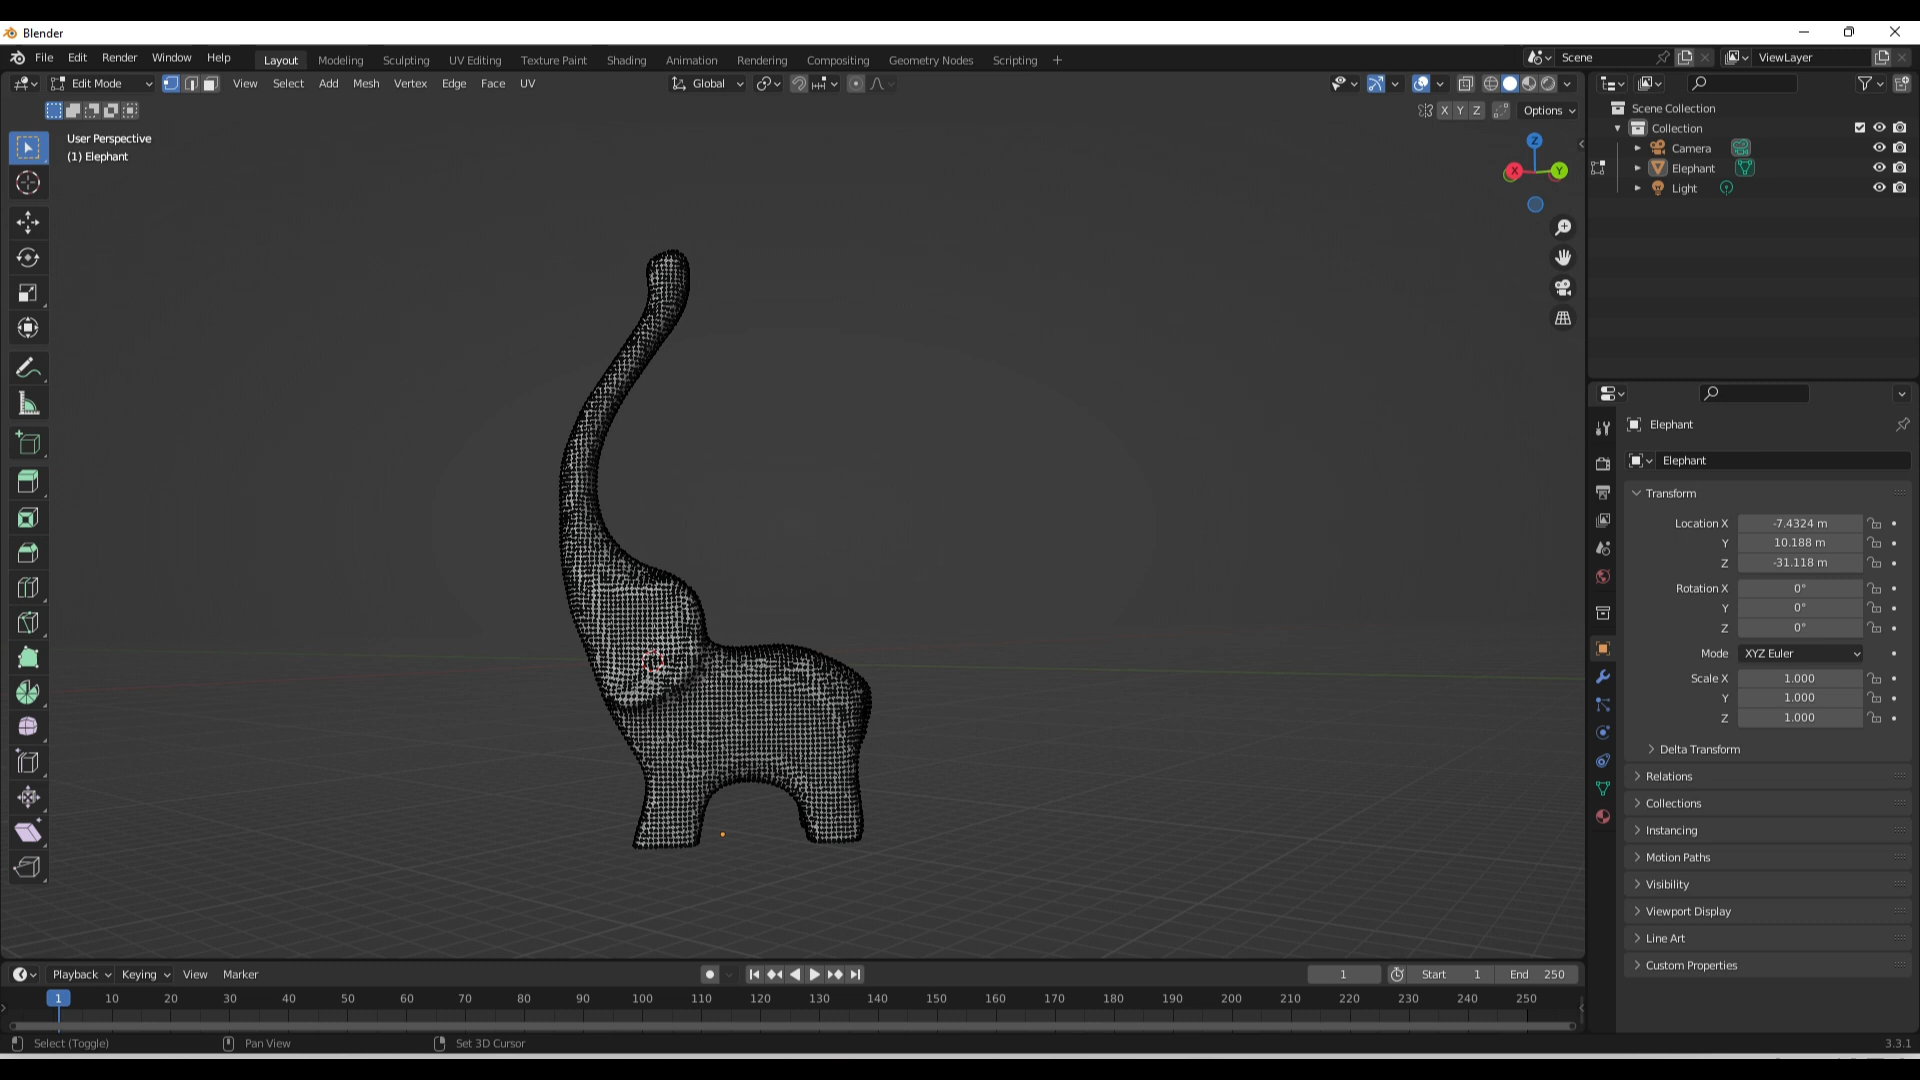 Blender
File Edit Render Window Help Layout Modeling Sculpting UV Editing Texture Paint Shading Animation Rendering Compositing Geometry Nodes Scripting + Scene ViewLayer
Edit Mode View Select Add Mesh Vertex Edge Face UV Global
X Y Z Options
User Perspective
(1) Elephant
Z
X Y
Scene Collection
Collection
Camera
Elephant
Light
Elephant
Elephant
Transform
Location X -7.4324 m
Y 10.188 m
Z -31.118 m
Rotation X 0°
Y 0°
Z 0°
Mode XYZ Euler
Scale X 1.000
Y 1.000
Z 1.000
Delta Transform
Relations
Collections
Instancing
Motion Paths
Visibility
Viewport Display
Line Art
Custom Properties
Playback Keying View Marker 1 Start 1 End 250
1 10 20 30 40 50 60 70 80 90 100 110 120 130 140 150 160 170 180 190 200 210 220 230 240 250
Select (Toggle) Pan View Set 3D Cursor 3.3.1